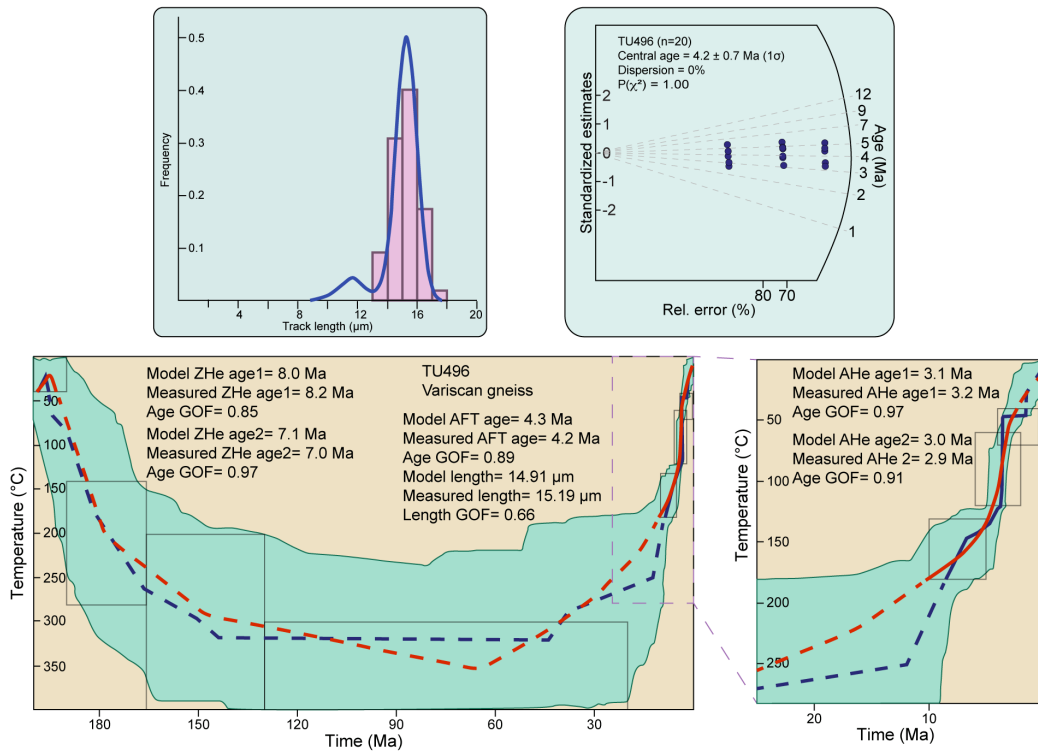 0.5
0.4
0.3
0.2
0.1
Frequency
4
8
12
16
20
Track length (µm)
TU496 (n=20)
Central age = 4.2 ± 0.7 Ma (1σ)
Dispersion = 0%
P(χ²) = 1.00
Standardized estimates
2
1
0
-1
-2
12
9
7
5
4
3
2
1
Age (Ma)
80 70
Rel. error (%)
Model ZHe age1= 8.0 Ma
Measured ZHe age1= 8.2 Ma
Age GOF= 0.85
Model ZHe age2= 7.1 Ma
Measured ZHe age2= 7.0 Ma
Age GOF= 0.97
TU496
Variscan gneiss
Model AFT age= 4.3 Ma
Measured AFT age= 4.2 Ma
Age GOF= 0.89
Model length= 14.91 µm
Measured length= 15.19 µm
Length GOF= 0.66
Temperature (°C)
50
100
150
200
250
300
350
180
150
120
90
60
30
Time (Ma)
Model AHe age1= 3.1 Ma
Measured AHe age1= 3.2 Ma
Age GOF= 0.97
Model AHe age2= 3.0 Ma
Measured AHe 2= 2.9 Ma
Age GOF= 0.91
Temperature (°C)
50
100
150
200
250
20
10
Time (Ma)